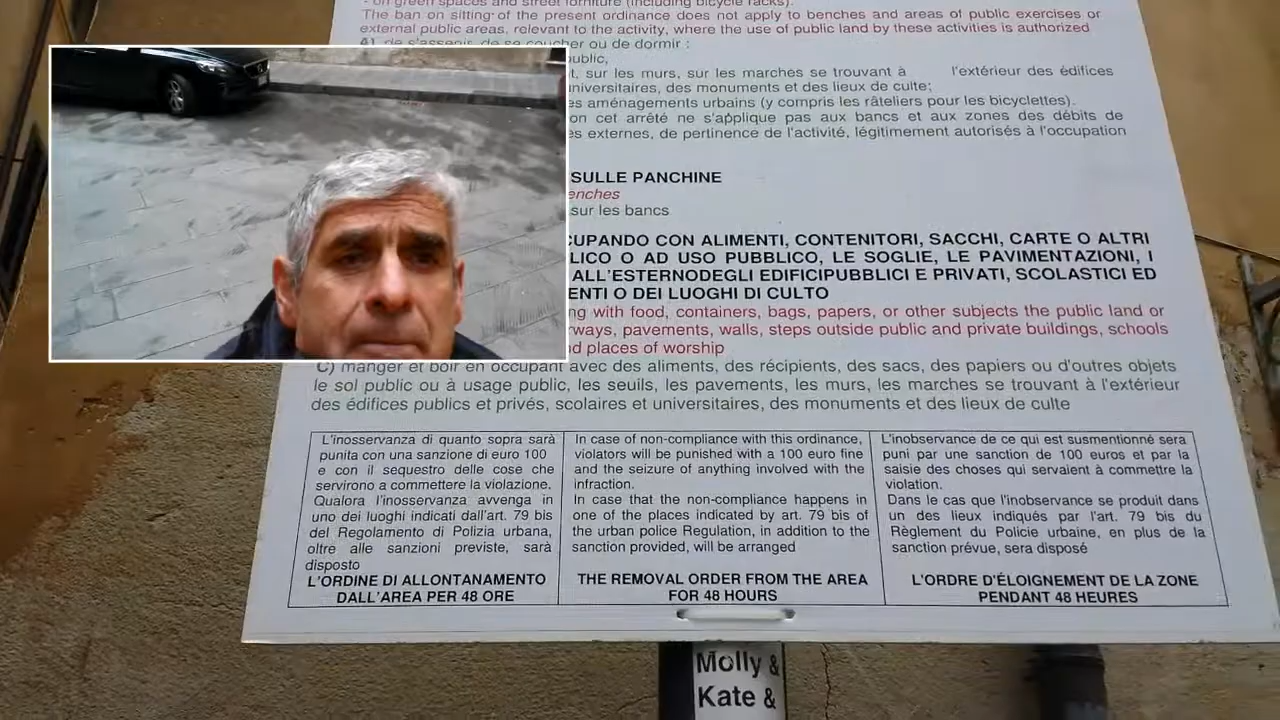 - on green spaces and street forniture (including bicycle racks).
The ban on sitting of the present ordinance does not apply to benches and areas of public exercises or
external public areas, relevant to the activity, where the use of public land by these activities is authorized
A) de s'assenir, de se coucher ou de dormir :
public,
t, sur les murs, sur les marches se trouvant à l'extérieur des édifices
niversitaires, des monuments et des lieux de culte;
es aménagements urbains (y compris les râteliers pour les bicyclettes).
on cet arrêté ne s'applique pas aux bancs et aux zones des débits de
es externes, de pertinence de l'activité, légitimement autorisés à l'occupation
SULLE PANCHINE
enches
sur les bancs
CUPANDO CON ALIMENTI, CONTENITORI, SACCHI, CARTE O ALTRI
LICO O AD USO PUBBLICO, LE SOGLIE, LE PAVIMENTAZIONI, I
ALL'ESTERNODEGLI EDIFICIPUBBLICI E PRIVATI, SCOLASTICI ED
ENTI O DEI LUOGHI DI CULTO
ng with food, containers, bags, papers, or other subjects the public land or
rways, pavements, walls, steps outside public and private buildings, schools
nd places of worship
C) manger et boir en occupant avec des aliments, des récipients, des sacs, des papiers ou d'outres objets
le sol public ou à usage public, les seuils, les pavements, les murs, les marches se trouvant à l'extérieur
des édifices publics et privés, scolaires et universitaires, des monuments et des lieux de culte
L'inosservanza di quanto sopra sarà
punita con una sanzione di euro 100
e con il sequestro delle cose che
servirono a commettere la violazione.
Qualora l'inosservanza avvenga in
uno dei luoghi indicati dall'art. 79 bis
del Regolamento di Polizia urbana,
oltre alle sanzioni previste, sarà
disposto
L'ORDINE DI ALLONTANAMENTO
DALL'AREA PER 48 ORE
In case of non-compliance with this ordinance,
violators will be punished with a 100 euro fine
and the seizure of anything involved with the
infraction.
In case that the non-compliance happens in
one of the places indicated by art. 79 bis of
the urban police Regulation, in addition to the
sanction provided, will be arranged
THE REMOVAL ORDER FROM THE AREA
FOR 48 HOURS
L'inobservance de ce qui est susmentionné sera
puni par une sanction de 100 euros et par la
saisie des choses qui servaient à commettre la
violation.
Dans le cas que l'inobservance se produit dans
un des lieux indiqués par l'art. 79 bis du
Règlement du Policie urbaine, en plus de la
sanction prévue, sera disposé
L'ORDRE D'ÉLOIGNEMENT DE LA ZONE
PENDANT 48 HEURES
Molly &
Kate &